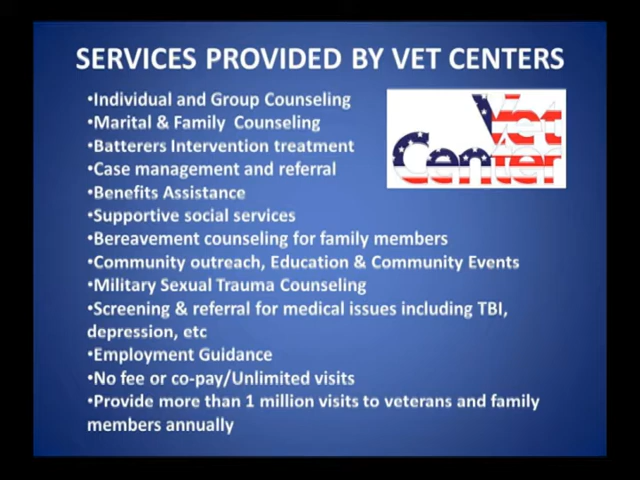 SERVICES PROVIDED BY VET CENTERS
•Individual and Group Counseling
•Marital & Family Counseling
•Batterers Intervention treatment
•Case management and referral
•Benefits Assistance
•Supportive social services
•Bereavement counseling for family members
•Community outreach, Education & Community Events
•Military Sexual Trauma Counseling
•Screening & referral for medical issues including TBI,
depression, etc
•Employment Guidance
•No fee or co-pay/Unlimited visits
•Provide more than 1 million visits to veterans and family
members annually
Vet
Center